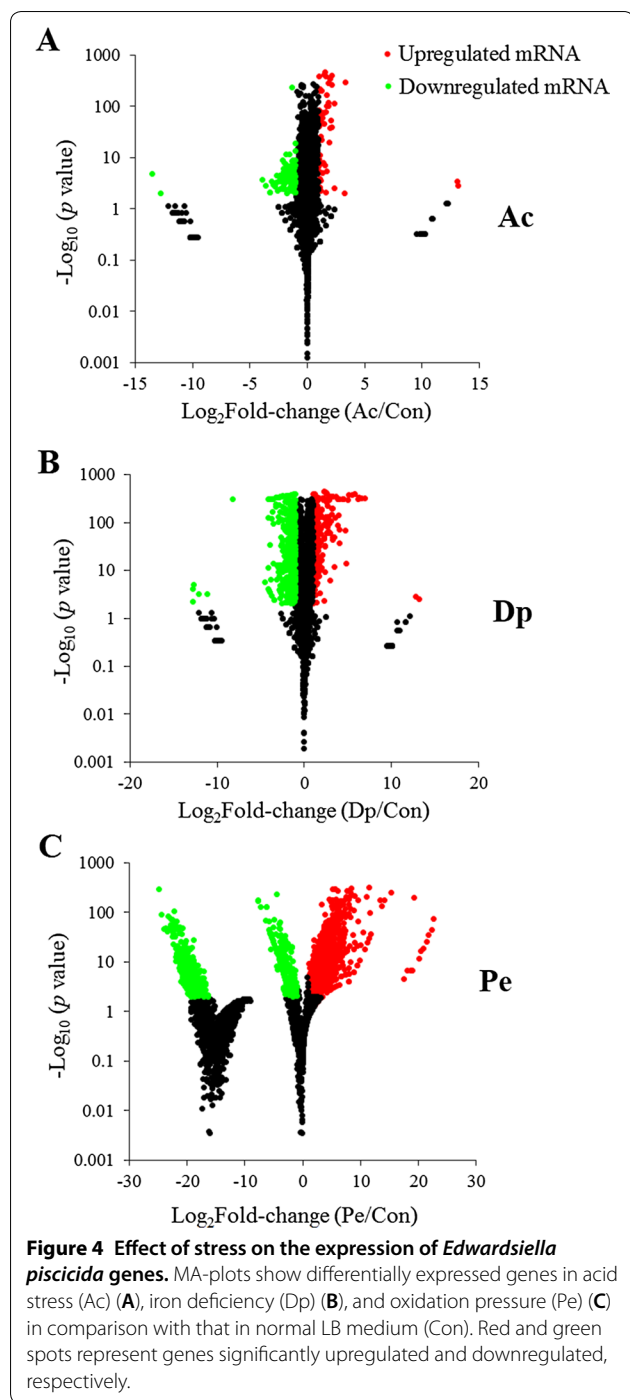 A
1000
100
10
1
0.1
0.01
0.001
-Log10 (p value)
• Upregulated mRNA
• Downregulated mRNA
Ac
-15 -10 -5 0 5 10 15
Log2Fold-change (Ac/Con)
B
1000
100
10
1
0.1
0.01
0.001
-Log10 (p value)
Dp
-20 -10 0 10 20
Log2Fold-change (Dp/Con)
C
1000
100
10
1
0.1
0.01
0.001
-Log10 (p value)
Pe
-30 -20 -10 0 10 20 30
Log2Fold-change (Pe/Con)
Figure 4 Effect of stress on the expression of Edwardsiella
piscicida genes. MA-plots show differentially expressed genes in acid
stress (Ac) (A), iron deficiency (Dp) (B), and oxidation pressure (Pe) (C)
in comparison with that in normal LB medium (Con). Red and green
spots represent genes significantly upregulated and downregulated,
respectively.